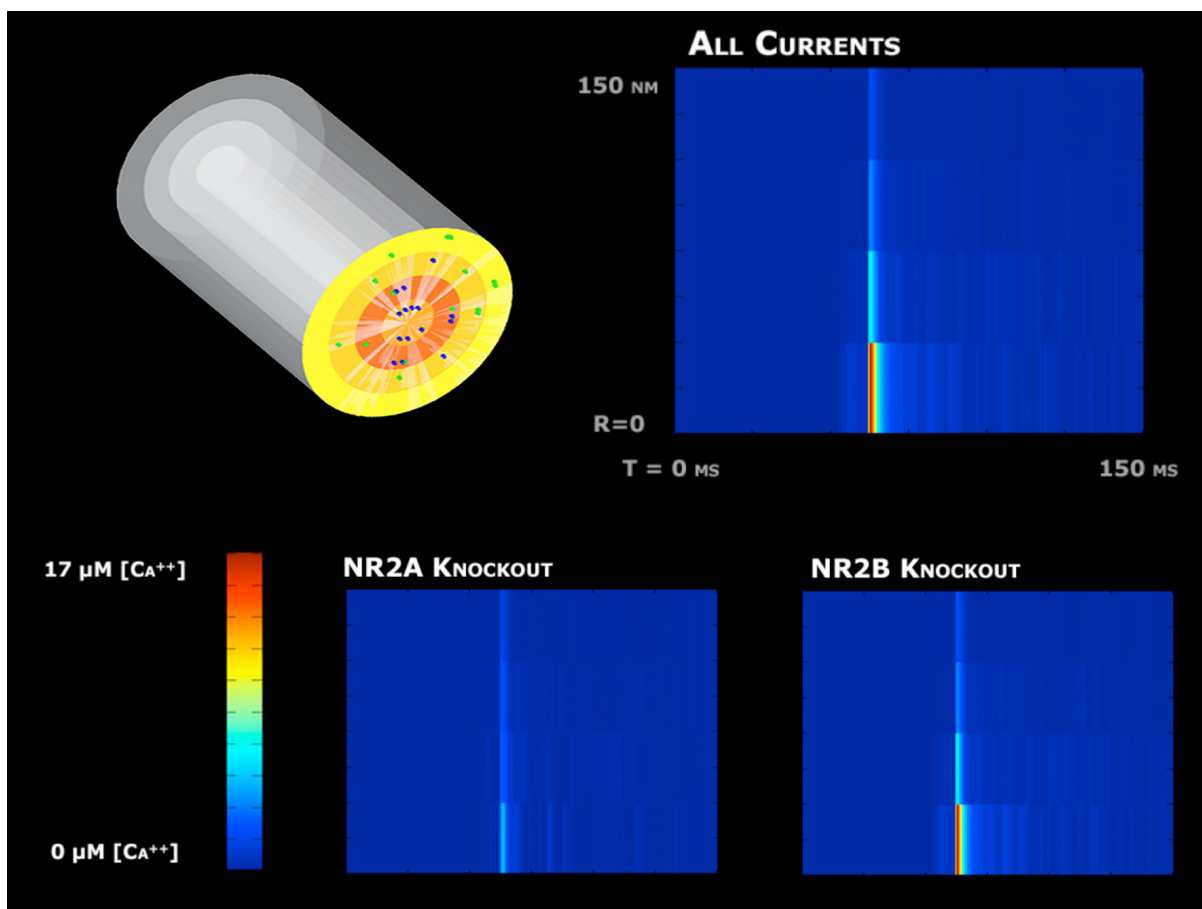 ALL CURRENTS
150 NM
R=0
T = 0 MS
150 MS
17 µM [CA++]
0 µM [CA++]
NR2A KNOCKOUT
NR2B KNOCKOUT